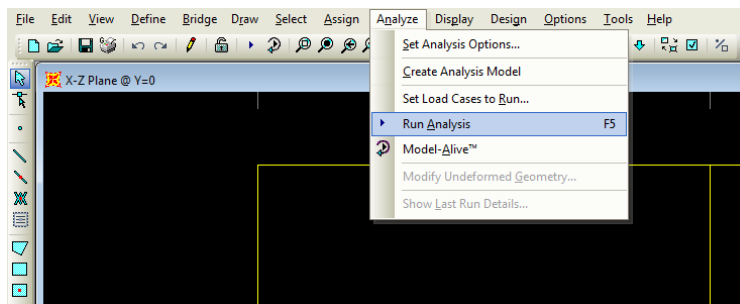 File Edit View Define Bridge Draw Select Assign Analyze Display Design Options Tools Help
X-Z Plane @ Y=0
Set Analysis Options...
Create Analysis Model
Set Load Cases to Run...
Run Analysis F5
Model-Alive™
Modify Undeformed Geometry...
Show Last Run Details...